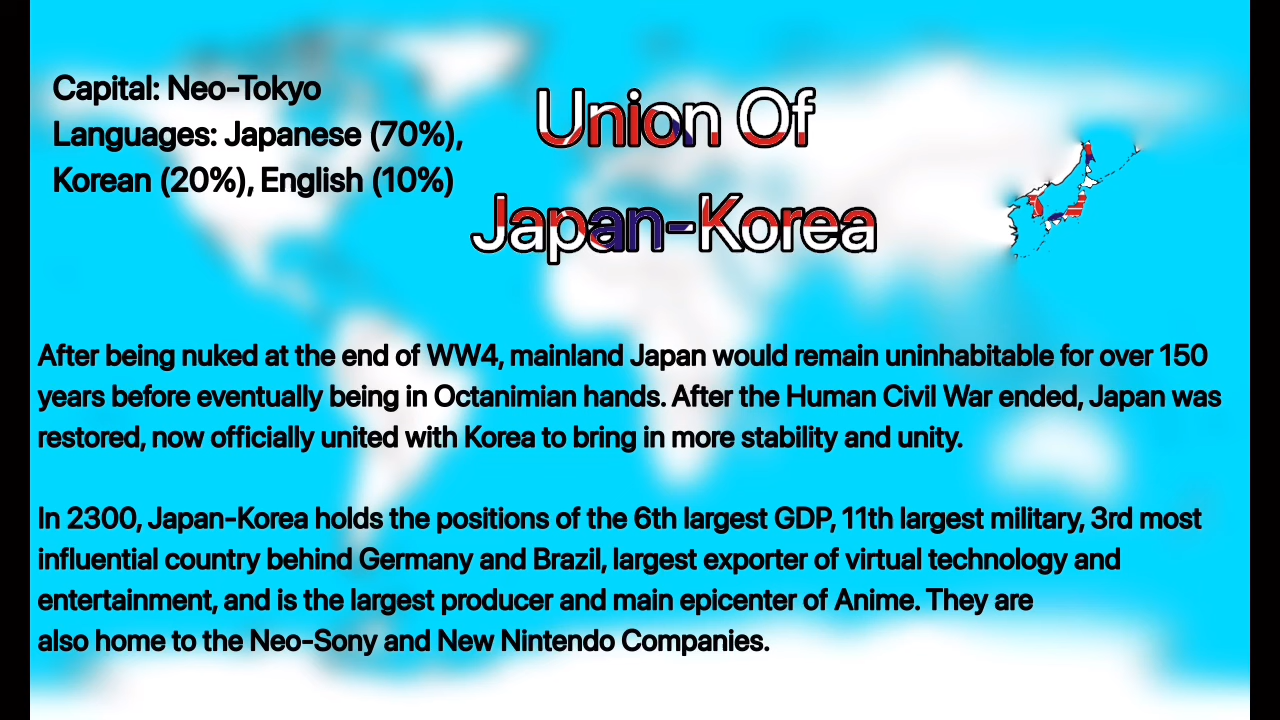 Capital: Neo-Tokyo
Languages: Japanese (70%),
Korean (20%), English (10%)
Union Of
Japan-Korea
After being nuked at the end of WW4, mainland Japan would remain uninhabitable for over 150
years before eventually being in Octanimian hands. After the Human Civil War ended, Japan was
restored, now officially united with Korea to bring in more stability and unity.
In 2300, Japan-Korea holds the positions of the 6th largest GDP, 11th largest military, 3rd most
influential country behind Germany and Brazil, largest exporter of virtual technology and
entertainment, and is the largest producer and main epicenter of Anime. They are
also home to the Neo-Sony and New Nintendo Companies.